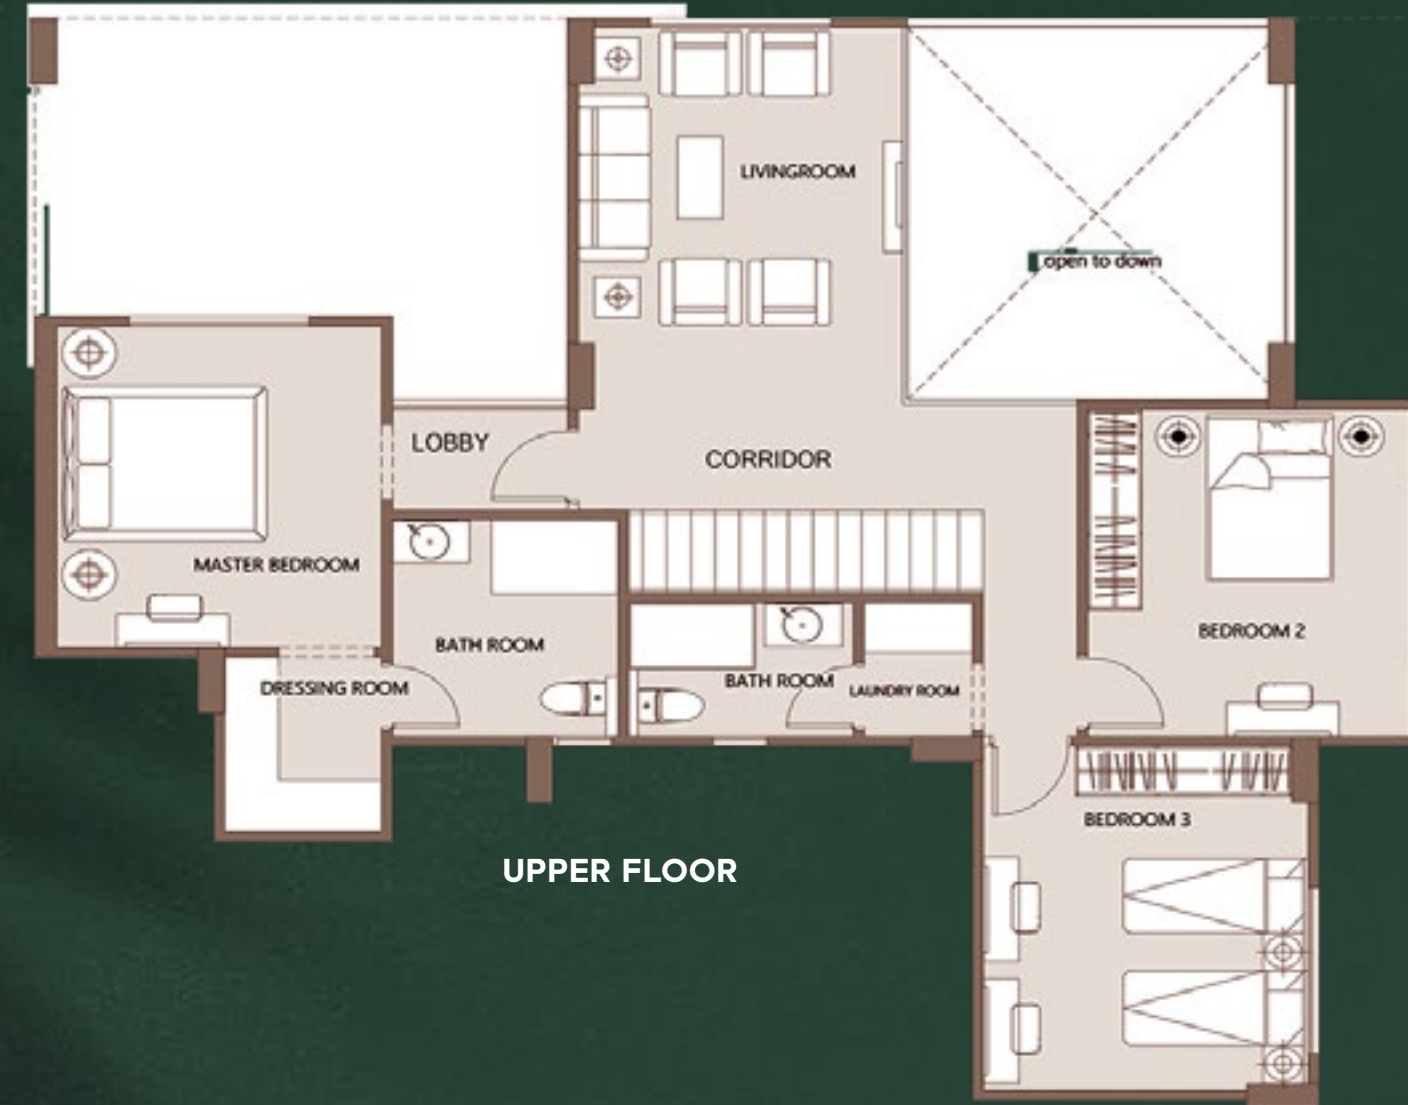 LIVINGROOM
open to down
LOBBY
CORRIDOR
MASTER BEDROOM
BATH ROOM
BEDROOM 2
DRESSING ROOM
BATH ROOM
LAUNDRY ROOM
BEDROOM 3
UPPER FLOOR